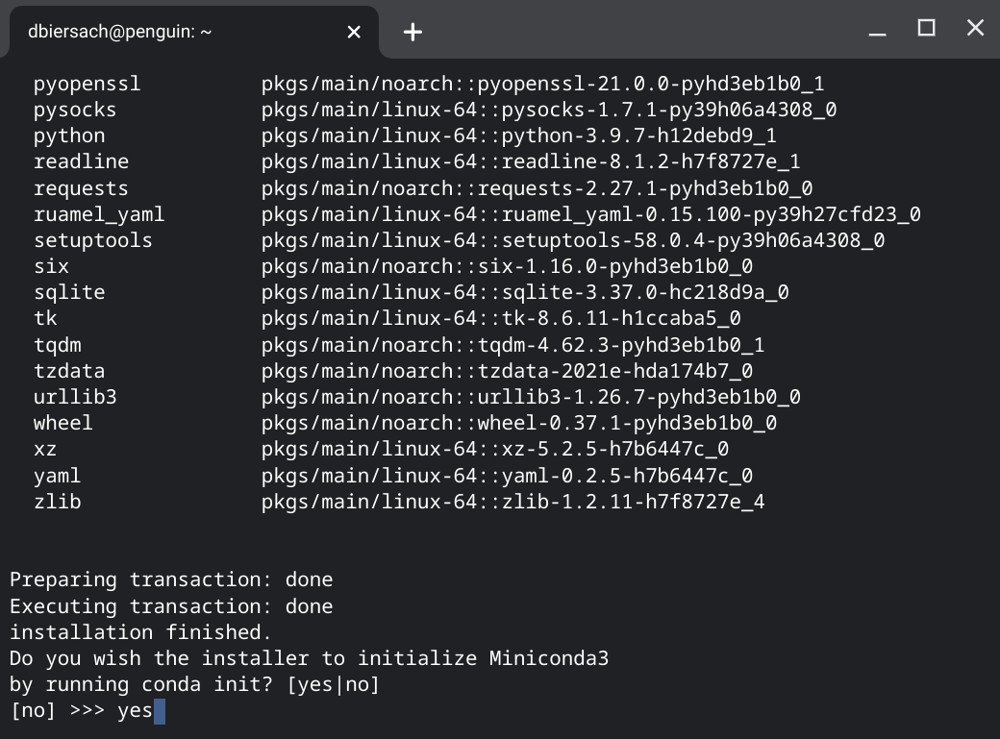 dbiersach@penguin: ~
pyopenssl pkgs/main/noarch::pyopenssl-21.0.0-pyhd3eb1b0_1
pysocks pkgs/main/linux-64::pysocks-1.7.1-py39h06a4308_0
python pkgs/main/linux-64::python-3.9.7-h12debd9_1
readline pkgs/main/linux-64::readline-8.1.2-h7f8727e_1
requests pkgs/main/noarch::requests-2.27.1-pyhd3eb1b0_0
ruamel_yaml pkgs/main/linux-64::ruamel_yaml-0.15.100-py39h27cfd23_0
setuptools pkgs/main/linux-64::setuptools-58.0.4-py39h06a4308_0
six pkgs/main/noarch::six-1.16.0-pyhd3eb1b0_0
sqlite pkgs/main/linux-64::sqlite-3.37.0-hc218d9a_0
tk pkgs/main/linux-64::tk-8.6.11-h1ccaba5_0
tqdm pkgs/main/noarch::tqdm-4.62.3-pyhd3eb1b0_1
tzdata pkgs/main/noarch::tzdata-2021e-hda174b7_0
urllib3 pkgs/main/noarch::urllib3-1.26.7-pyhd3eb1b0_0
wheel pkgs/main/noarch::wheel-0.37.1-pyhd3eb1b0_0
xz pkgs/main/linux-64::xz-5.2.5-h7b6447c_0
yaml pkgs/main/linux-64::yaml-0.2.5-h7b6447c_0
zlib pkgs/main/linux-64::zlib-1.2.11-h7f8727e_4
Preparing transaction: done
Executing transaction: done
installation finished.
Do you wish the installer to initialize Miniconda3
by running conda init? [yes|no]
[no] >>> yes